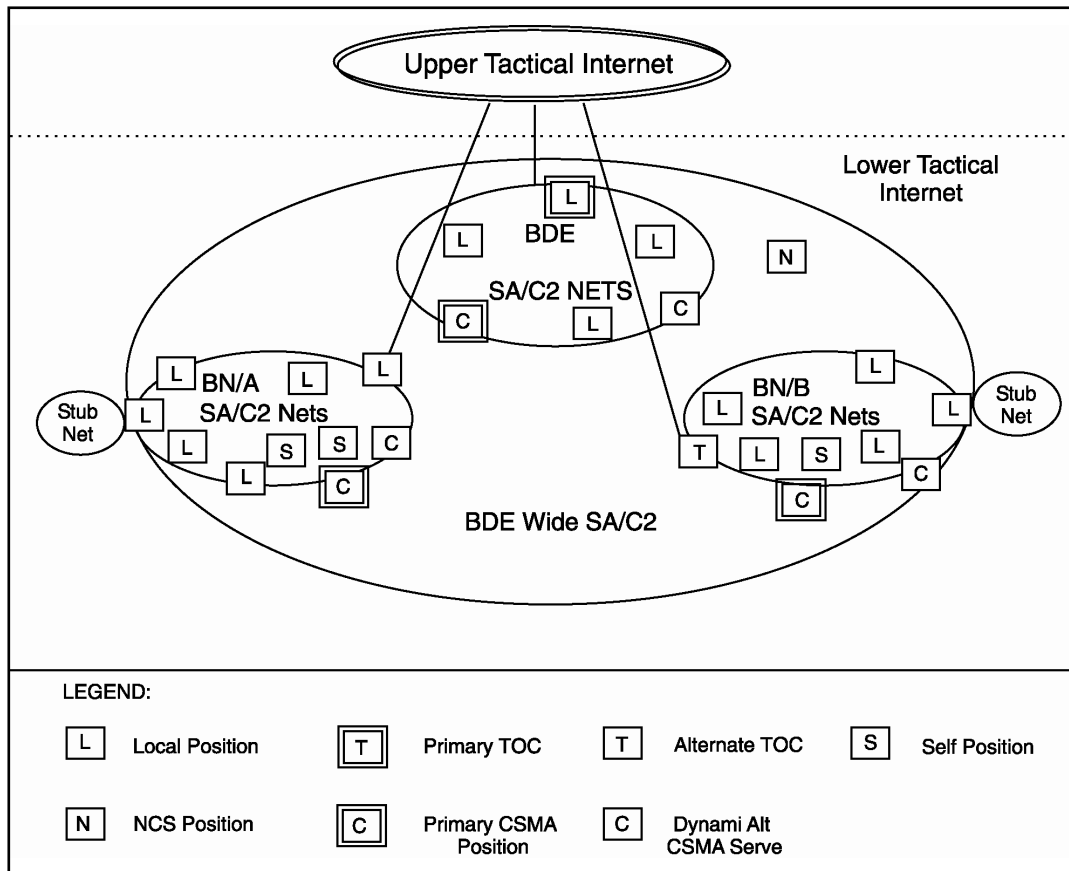 Upper Tactical Internet
Lower Tactical
Internet
L
BDE
L
L
N
SA/C2 NETS
C
L
C
L
L
L
BN/A
SA/C2 Nets
Stub
Net
L
L
S
S
C
L
C
L
BN/B
SA/C2 Nets
L
L
Stub
Net
T
L
S
L
C
C
BDE Wide SA/C2
LEGEND:
L Local Position
T Primary TOC
T Alternate TOC
S Self Position
N NCS Position
C Primary CSMA
Position
C Dynami Alt
CSMA Serve